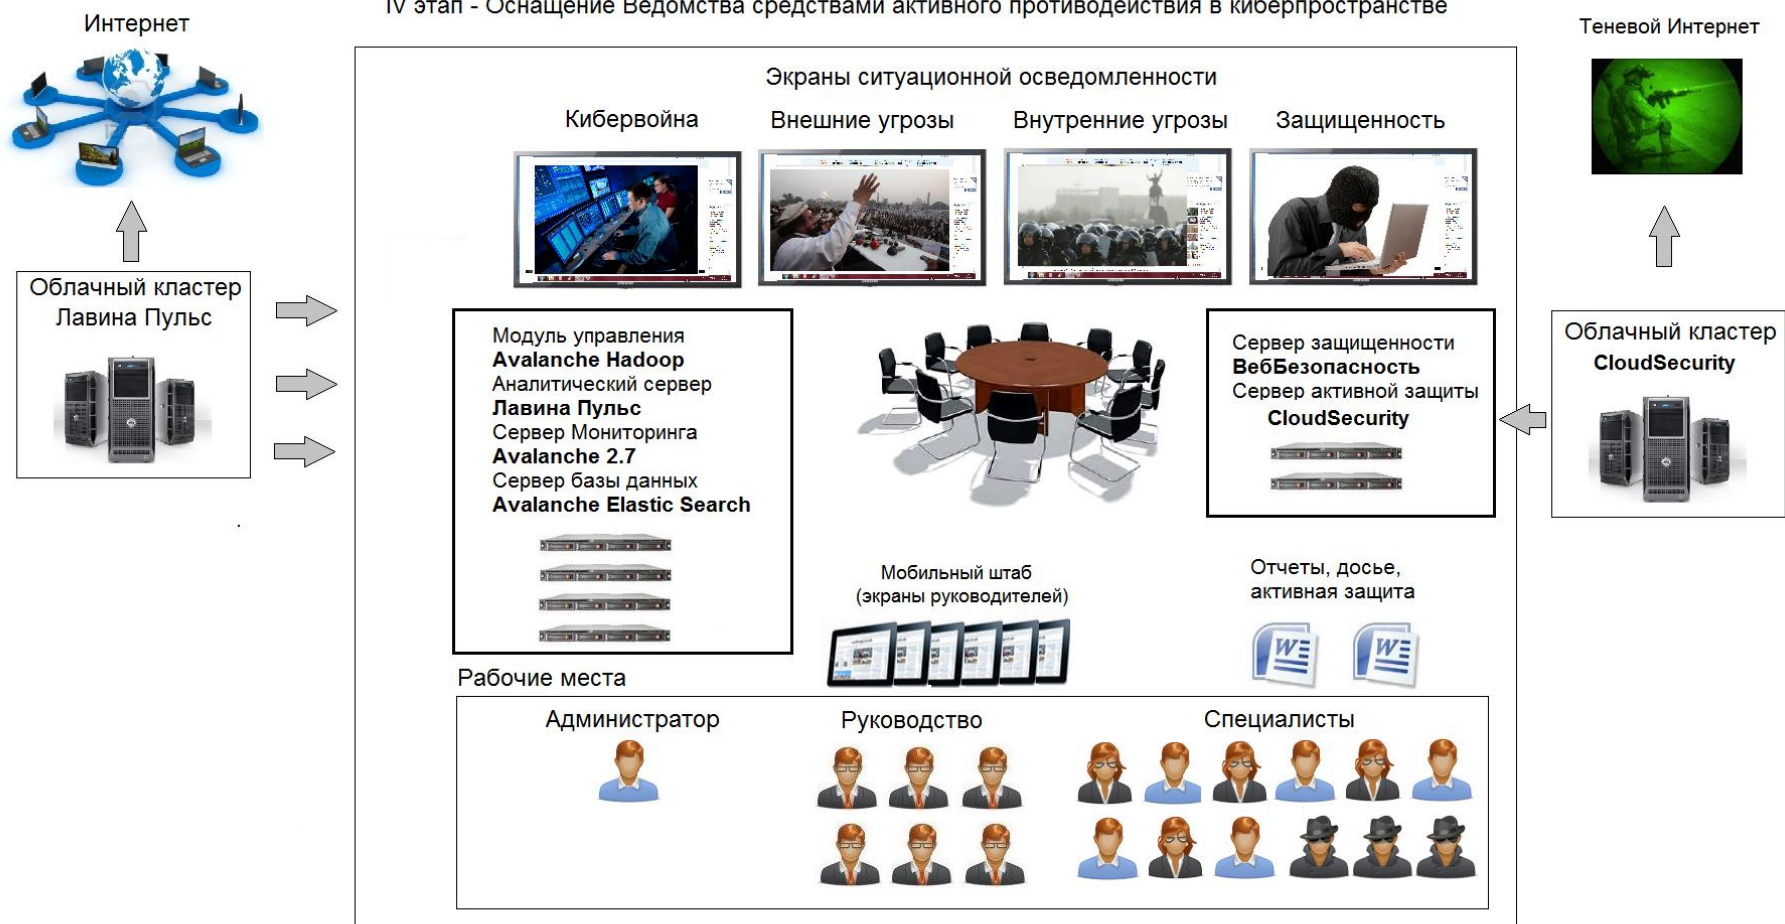 IV этап - Оснащение Ведомства средствами активного противодействия в киберпространстве
Интернет
Теневой Интернет
Экраны ситуационной осведомленности
Кибервойна
Внешние угрозы
Внутренние угрозы
Защищенность
Облачный кластер
Лавина Пульс
Модуль управления
Avalanche Hadoop
Аналитический сервер
Лавина Пульс
Сервер Мониторинга
Avalanche 2.7
Сервер базы данных
Avalanche Elastic Search
Сервер защищенности
ВебБезопасность
Сервер активной защиты
CloudSecurity
Облачный кластер
CloudSecurity
Мобильный штаб
(экраны руководителей)
Отчеты, досье,
активная защита
Рабочие места
Администратор
Руководство
Специалисты